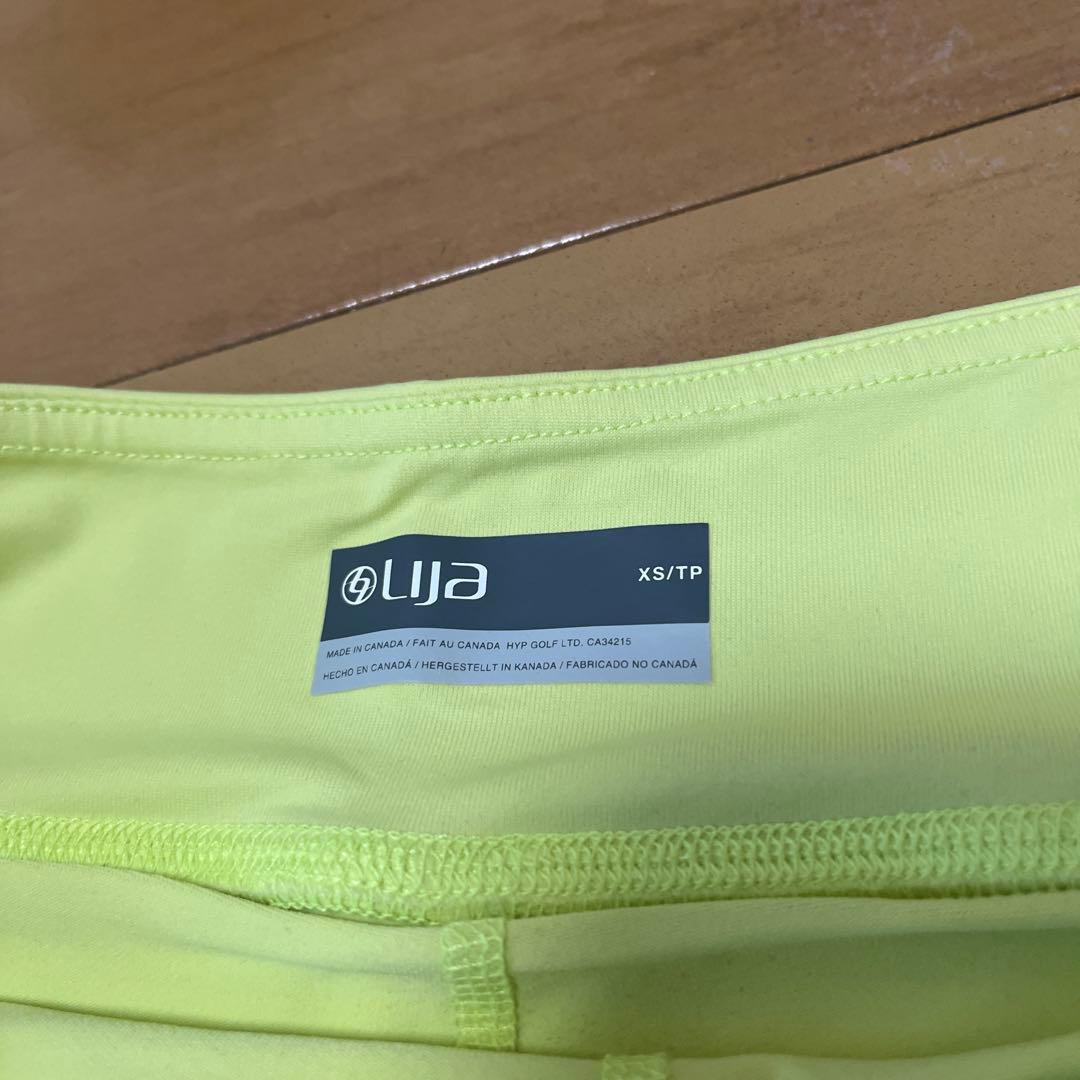 LIJA
XS/TP
MADE IN CANADA / FAIT AU CANADA HYP GOLF LTD. CA34215
HECHO EN CANADÁ / HERGESTELLT IN KANADA / FABRICADO NO CANADÁ